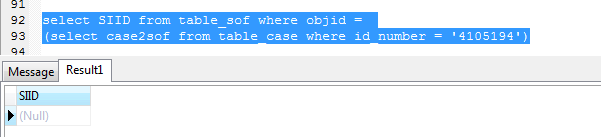 91
92 select SIID from table_sof where objid =
93 (select case2sof from table_case where id_number = '4105194')
94
Message Result1
SIID
(Null)